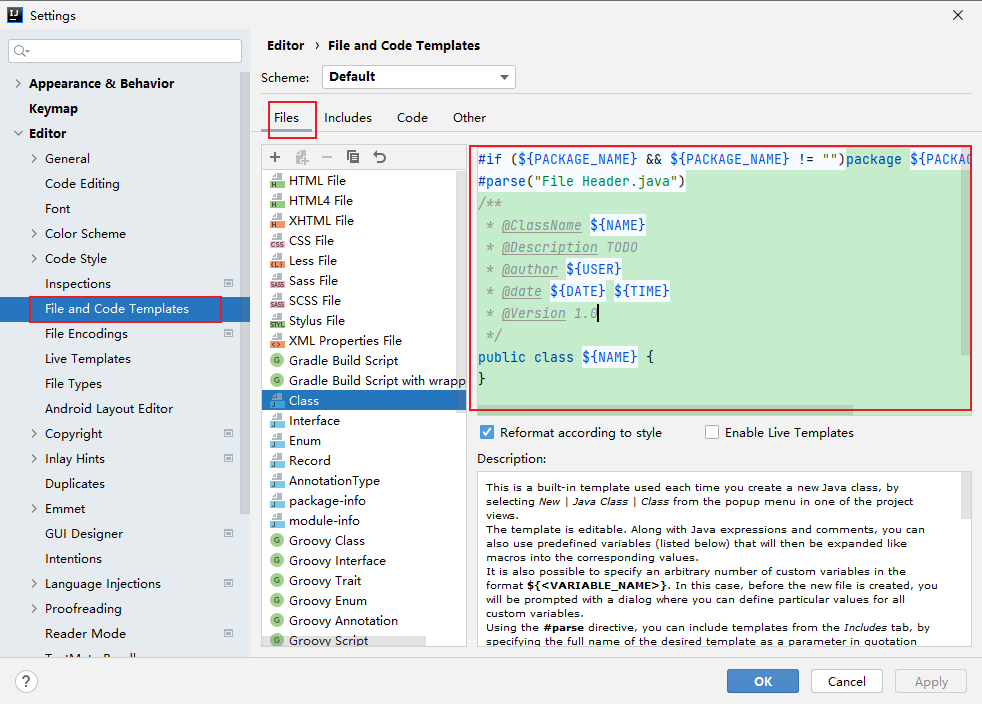 Settings
Editor › File and Code Templates
Scheme: Default
Files Includes Code Other
Appearance & Behavior
Keymap
Editor
General
Code Editing
Font
Color Scheme
Code Style
Inspections
File and Code Templates
File Encodings
Live Templates
File Types
Android Layout Editor
Copyright
Inlay Hints
Duplicates
Emmet
GUI Designer
Intentions
Language Injections
Proofreading
Reader Mode
HTML File
HTML4 File
XHTML File
CSS File
Less File
Sass File
SCSS File
Stylus File
XML Properties File
Gradle Build Script
Gradle Build Script with wrapp
Class
Interface
Enum
Record
AnnotationType
package-info
module-info
Groovy Class
Groovy Interface
Groovy Trait
Groovy Enum
Groovy Annotation
Groovy Script
#if (${PACKAGE_NAME} && ${PACKAGE_NAME} != "")package ${PACKAG
#parse("File Header.java")
/**
* @ClassName ${NAME}
* @Description TODO
* @author ${USER}
* @date ${DATE} ${TIME}
* @Version 1.0
*/
public class ${NAME} {
}
Reformat according to style Enable Live Templates
Description:
This is a built-in template used each time you create a new Java class, by
selecting New | Java Class | Class from the popup menu in one of the project
views.
The template is editable. Along with Java expressions and comments, you can
also use predefined variables (listed below) that will then be expanded like
macros into the corresponding values.
It is also possible to specify an arbitrary number of custom variables in the
format ${<VARIABLE_NAME>}. In this case, before the new file is created, you
will be prompted with a dialog where you can define particular values for all
custom variables.
Using the #parse directive, you can include templates from the Includes tab, by
specifying the full name of the desired template as a parameter in quotation
? OK Cancel Apply